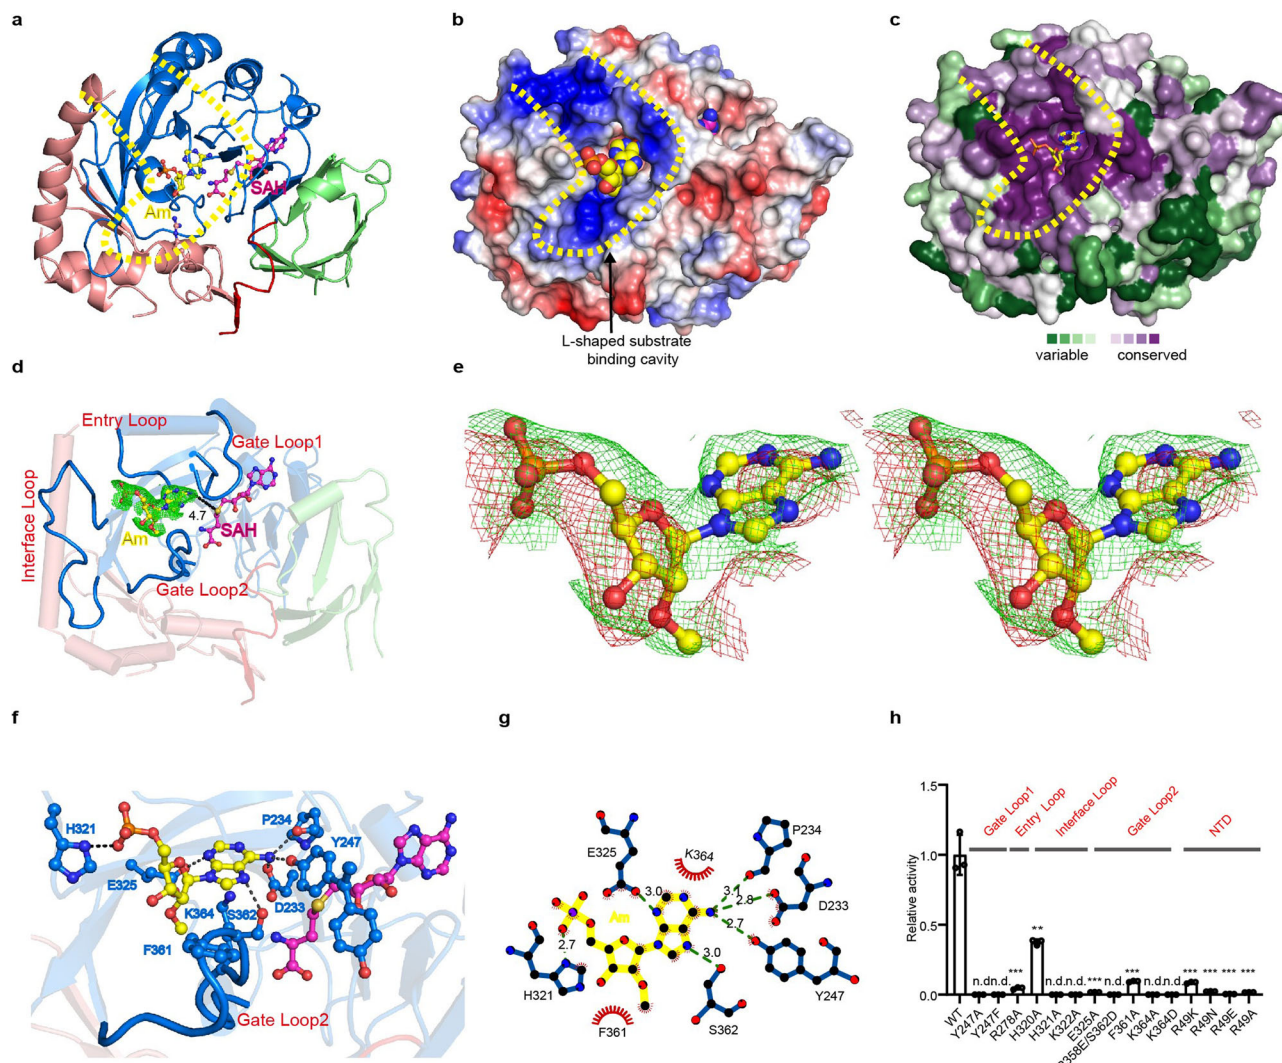 a
Am
SAH
b
L-shaped substrate
binding cavity
c
variable
conserved
d
Entry Loop
Gate Loop1
Interface Loop
4.7
SAH
Am
Gate Loop2
e
f
H321
P234
Y247
E325
K364
S362
D233
F361
Gate Loop2
g
E325
K364
P234
3.0
3.1
2.8
D233
Am
2.7
2.7
3.0
H321
Y247
F361
S362
h
Relative activity
1.5
1.0
0.5
0.0
Gate Loop1
Entry Loop
Interface Loop
Gate Loop2
NTD
n.d.
n.d.
***
**
n.d.
n.d.
***
n.d.
***
n.d.
n.d.
***
***
***
***
WT
Y247A
Y247F
R278A
H320A
H321A
K322A
E325A
P358E/S362D
F361A
K364A
K364D
R49K
R49N
R49E
R49A